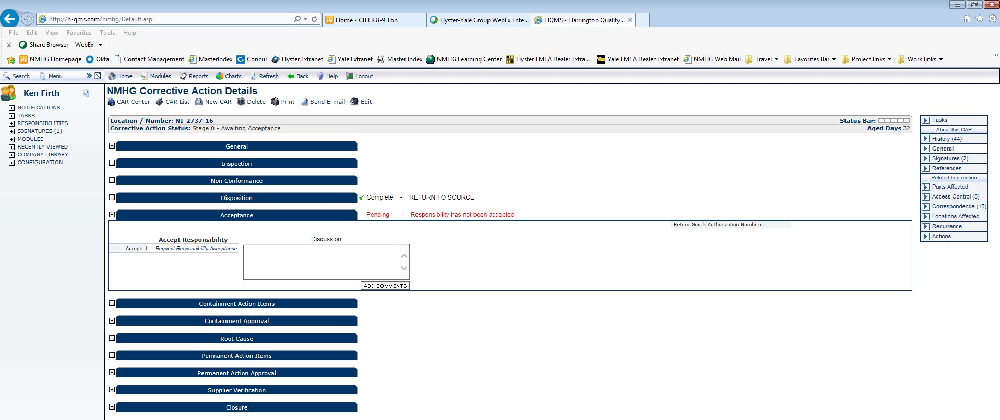 http://h-qms.com/nmhg/Default.asp
Home - CB ER 8-9 Ton
Hyster-Yale Group WebEx Ente...
HQMS - Harrington Quality...
File Edit View Favorites Tools Help
x Share Browser WebEx
NMHG Homepage Okta Contact Management MasterIndex Concur Hyster Extranet Yale Extranet Master Index NMHG Learning Center Hyster EMEA Dealer Extra... Yale EMEA Dealer Extranet NMHG Web Mail Travel Favorites Bar Project links Work links
Search Menu
Home Modules Reports Charts Refresh Back Help Logout
Ken Firth
NOTIFICATIONS
TASKS
RESPONSIBILITIES
SIGNATURES (1)
MODULES
RECENTLY VIEWED
COMPANY LIBRARY
CONFIGURATION
NMHG Corrective Action Details
CAR Center CAR List New CAR Delete Print Send E-mail Edit
Location / Number: NI-2737-16
Status Bar:
Corrective Action Status: Stage 0 - Awaiting Acceptance
Aged Days 32
General
Inspection
Non Conformance
Disposition
Complete - RETURN TO SOURCE
Acceptance
Pending - Responsibility has not been accepted
Return Goods Authorization Number:
Accept Responsibility
Discussion
Accepted Request Responsibility Acceptance
ADD COMMENTS
Containment Action Items
Containment Approval
Root Cause
Permanent Action Items
Permanent Action Approval
Supplier Verification
Closure
Tasks
About this CAR
History (44)
General
Signatures (2)
References
Related Information
Parts Affected
Access Control (5)
Correspondence (10)
Locations Affected
Recurrence
Actions